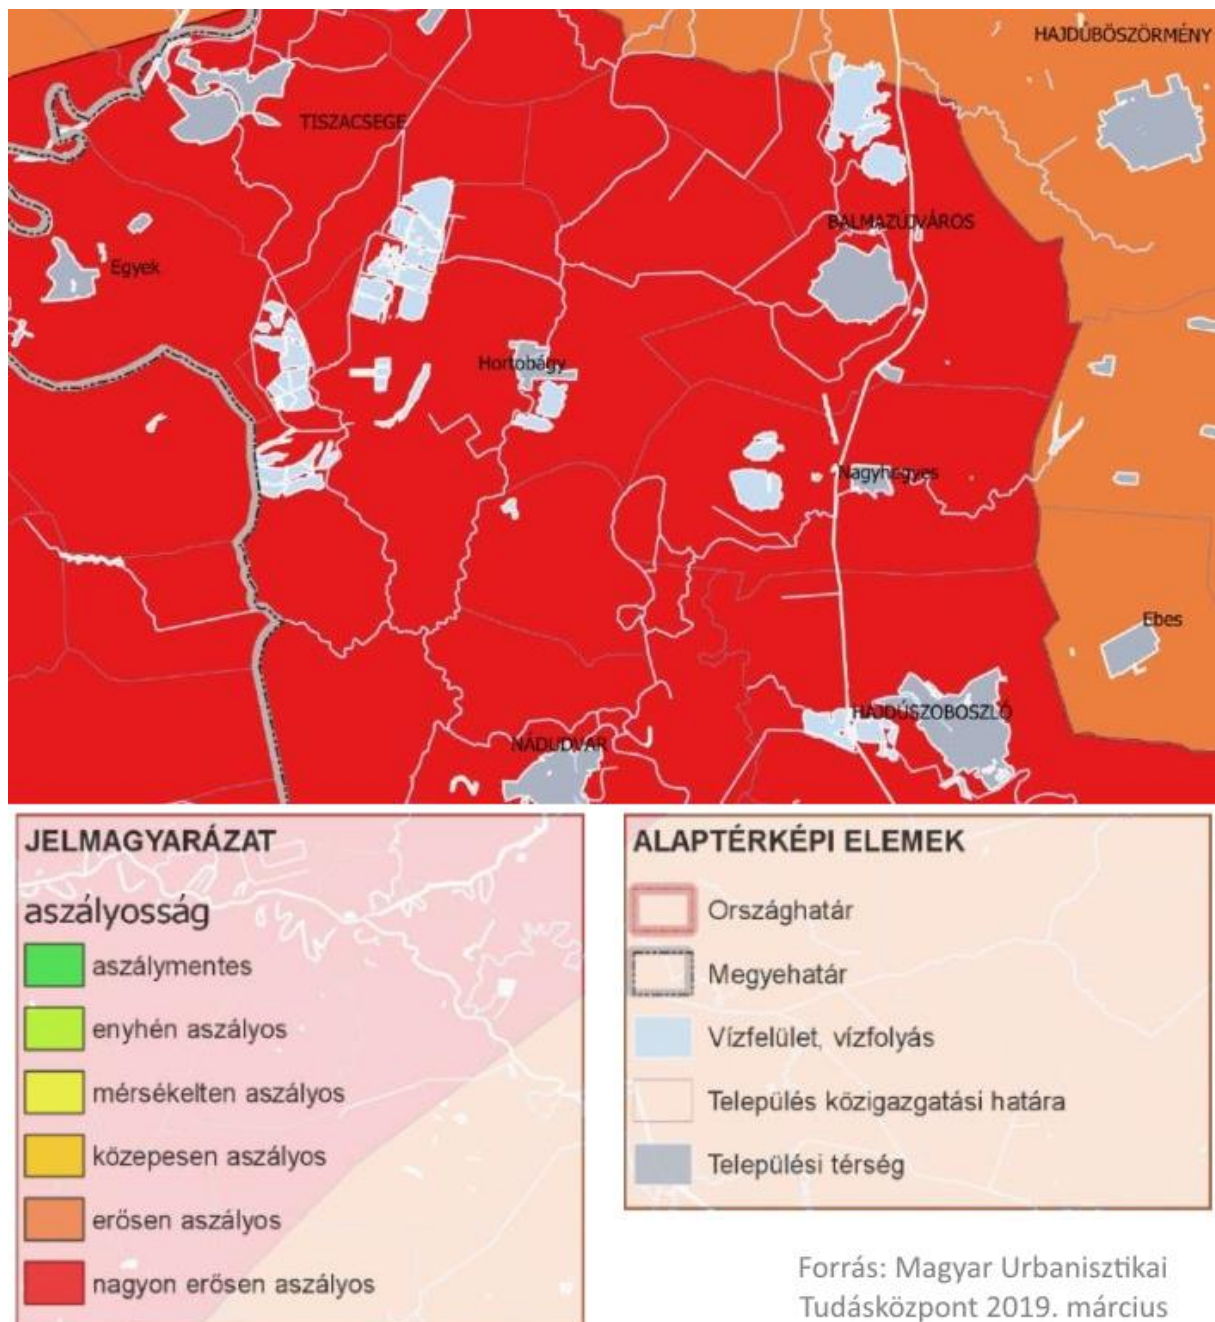 HAJDÚBÖSZÖRMÉNY
TISZACSEGE
BALMAZÚJVÁROS
Egyek
Hortobágy
Nagyhegyes
Ebes
HAJDÚSZOBOSZLÓ
NÁDUDVAR
JELMAGYARÁZAT
aszályosság
aszálymentes
enyhén aszályos
mérsékelten aszályos
közepesen aszályos
erősen aszályos
nagyon erősen aszályos
ALAPTÉRKÉPI ELEMEK
Országhatár
Megyehatár
Vízfelület, vízfolyás
Település közigazgatási határa
Települési térség
Forrás: Magyar Urbanisztikai
Tudásközpont 2019. március